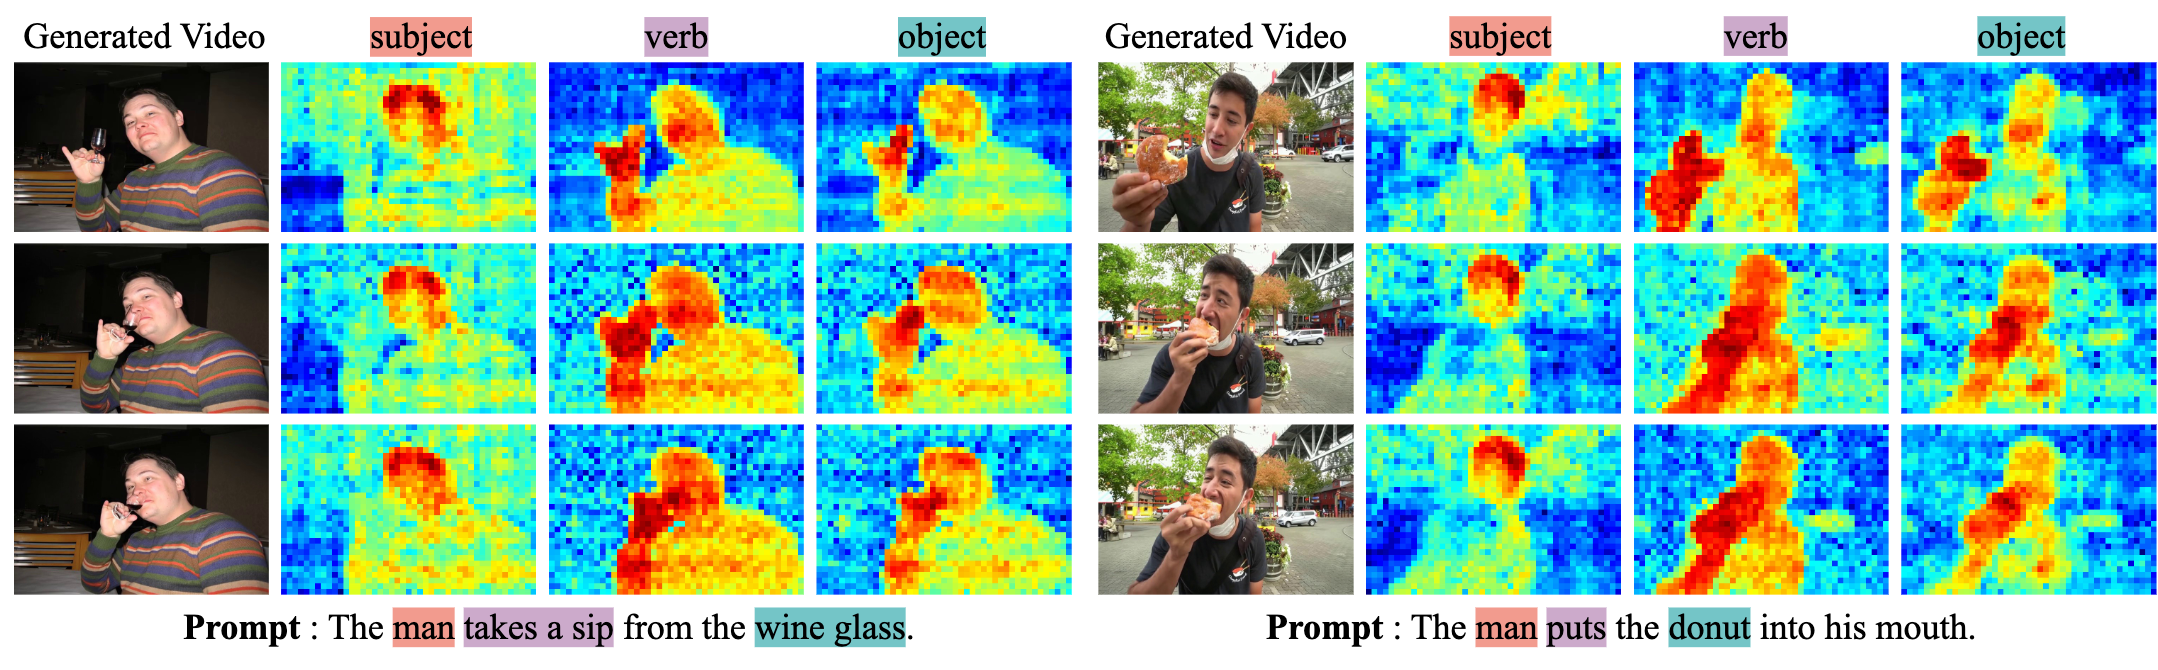 Generated Video subject verb object Generated Video subject verb object
Prompt : The man takes a sip from the wine glass.
Prompt : The man puts the donut into his mouth.